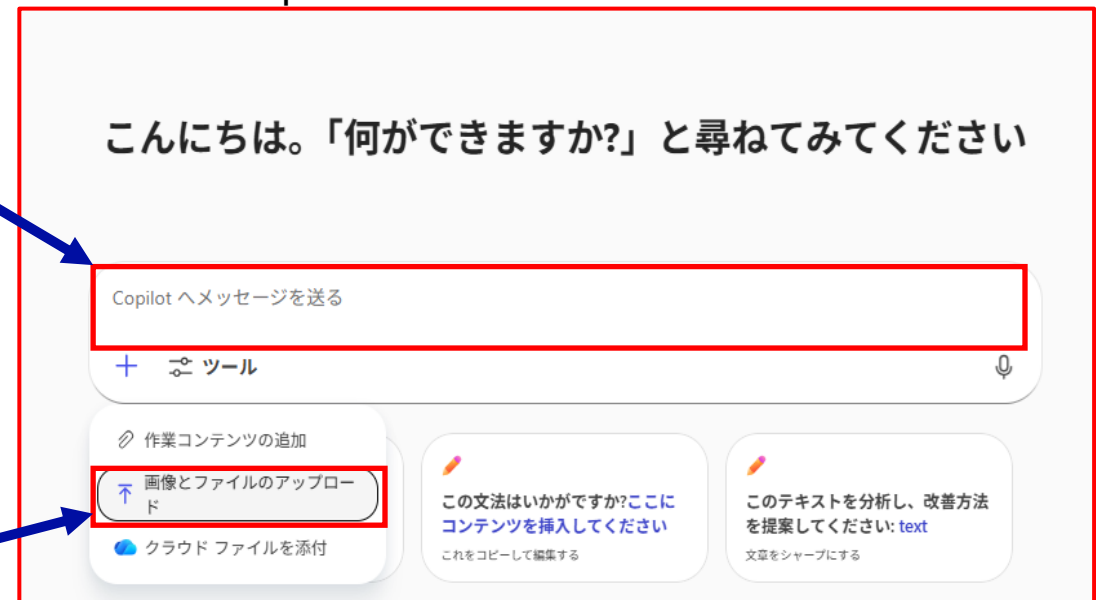 こんにちは。「何ができますか?」と尋ねてみてください
Copilot へメッセージを送る
ツール
作業コンテンツの追加
画像とファイルのアップロー
ド
クラウド ファイルを添付
この文法はいかがですか?ここに
コンテンツを挿入してください
これをコピーして編集する
このテキストを分析し、改善方法
を提案してください: text
文章をシャープにする